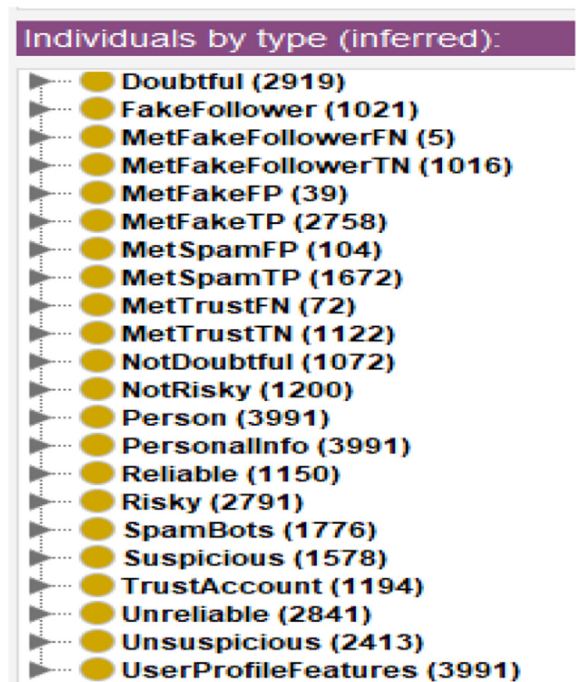 Individuals by type (inferred):
Doubtful (2919)
FakeFollower (1021)
MetFakeFollowerFN (5)
MetFakeFollowerTN (1016)
MetFakeFP (39)
MetFakeTP (2758)
MetSpamFP (104)
MetSpamTP (1672)
MetTrustFN (72)
MetTrustTN (1122)
NotDoubtful (1072)
NotRisky (1200)
Person (3991)
PersonalInfo (3991)
Reliable (1150)
Risky (2791)
SpamBots (1776)
Suspicious (1578)
TrustAccount (1194)
Unreliable (2841)
Unsuspicious (2413)
UserProfileFeatures (3991)